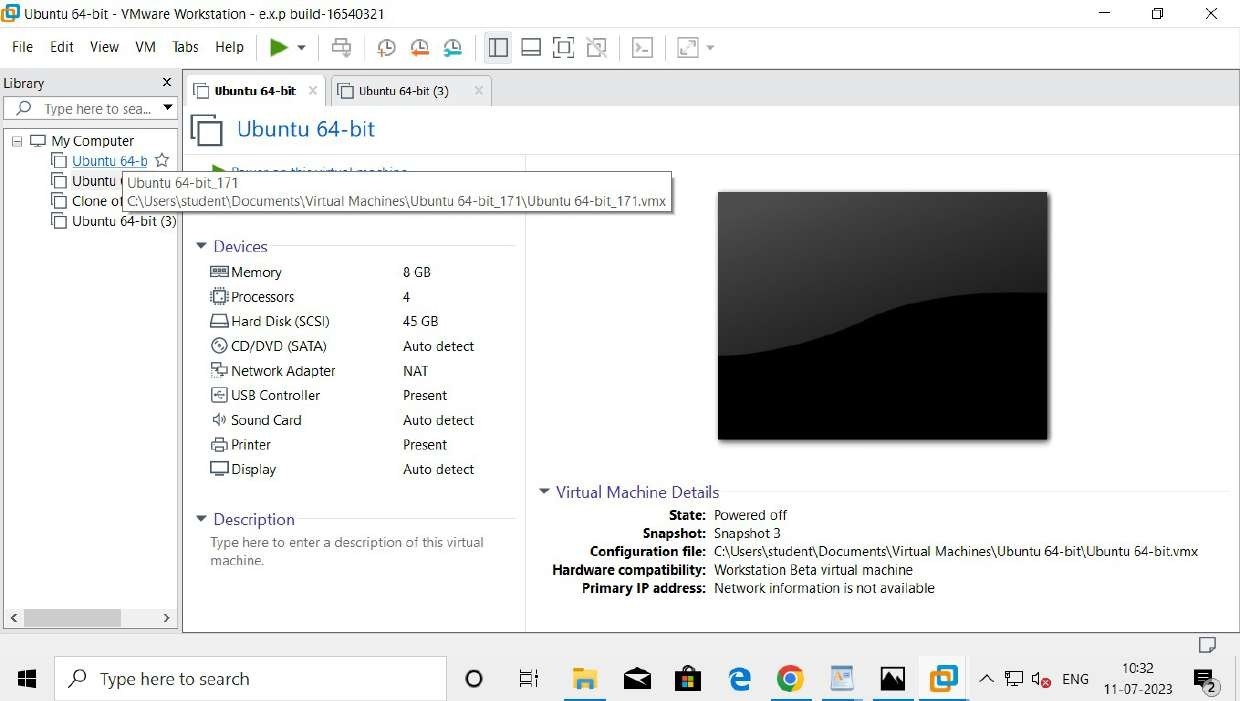 Ubuntu 64-bit - VMware Workstation - e.x.p build-16540321
File Edit View VM Tabs Help
Library
Type here to sea...
My Computer
Ubuntu 64-b
Ubuntu
Clone of
Ubuntu 64-bit (3)
Ubuntu 64-bit
Ubuntu 64-bit (3)
Ubuntu 64-bit
Power on this virtual machine
Ubuntu 64-bit_171
C:\Users\student\Documents\Virtual Machines\Ubuntu 64-bit_171\Ubuntu 64-bit_171.vmx
Devices
Memory 8 GB
Processors 4
Hard Disk (SCSI) 45 GB
CD/DVD (SATA) Auto detect
Network Adapter NAT
USB Controller Present
Sound Card Auto detect
Printer Present
Display Auto detect
Description
Type here to enter a description of this virtual
machine.
Virtual Machine Details
State: Powered off
Snapshot: Snapshot 3
Configuration file: C:\Users\student\Documents\Virtual Machines\Ubuntu 64-bit\Ubuntu 64-bit.vmx
Hardware compatibility: Workstation Beta virtual machine
Primary IP address: Network information is not available
Type here to search
ENG
10:32
11-07-2023
2